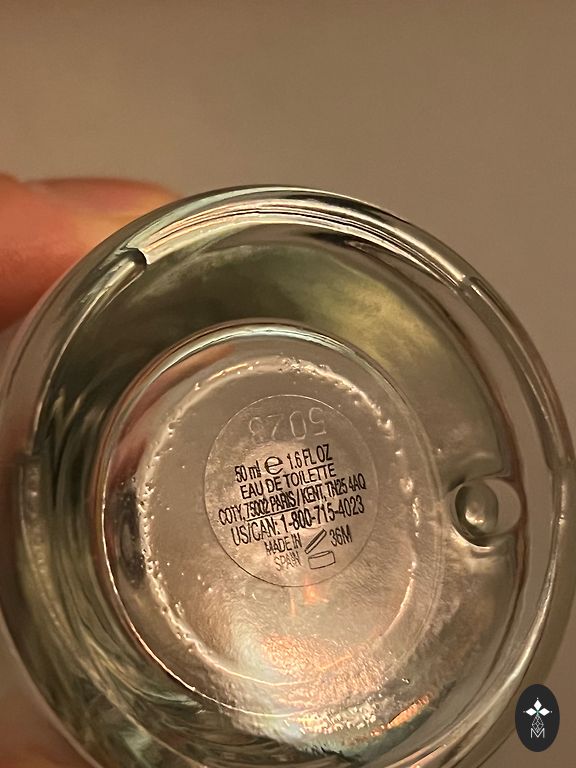 5023
50 ml e 1.6 FL OZ
EAU DE TOILETTE
COTY, 75002 PARIS / KENT, TN25 4AQ
US/CAN: 1-800-715-4023
MADE IN
SPAIN
36M
M